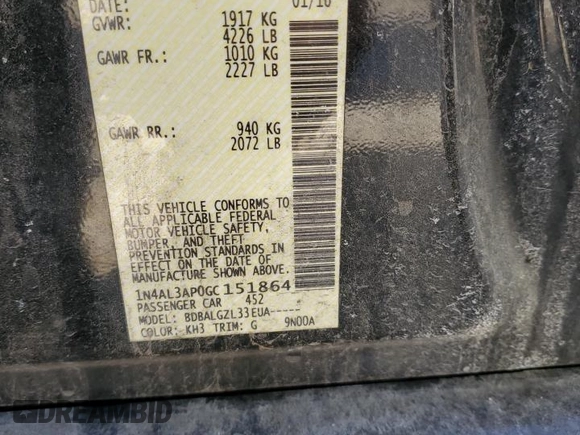 DATE: 01/16
GVWR: 1917 KG
4226 LB
GAWR FR.: 1010 KG
2227 LB
GAWR RR.: 940 KG
2072 LB
THIS VEHICLE CONFORMS TO
ALL APPLICABLE FEDERAL
MOTOR VEHICLE SAFETY,
BUMPER, AND THEFT
PREVENTION STANDARDS IN
EFFECT ON THE DATE OF
MANUFACTURE SHOWN ABOVE.
1N4AL3AP0GC151864
PASSENGER CAR 452
MODEL: BDBALGZL33EUA-----
COLOR: KH3 TRIM: G 9N00A
DREAMBID